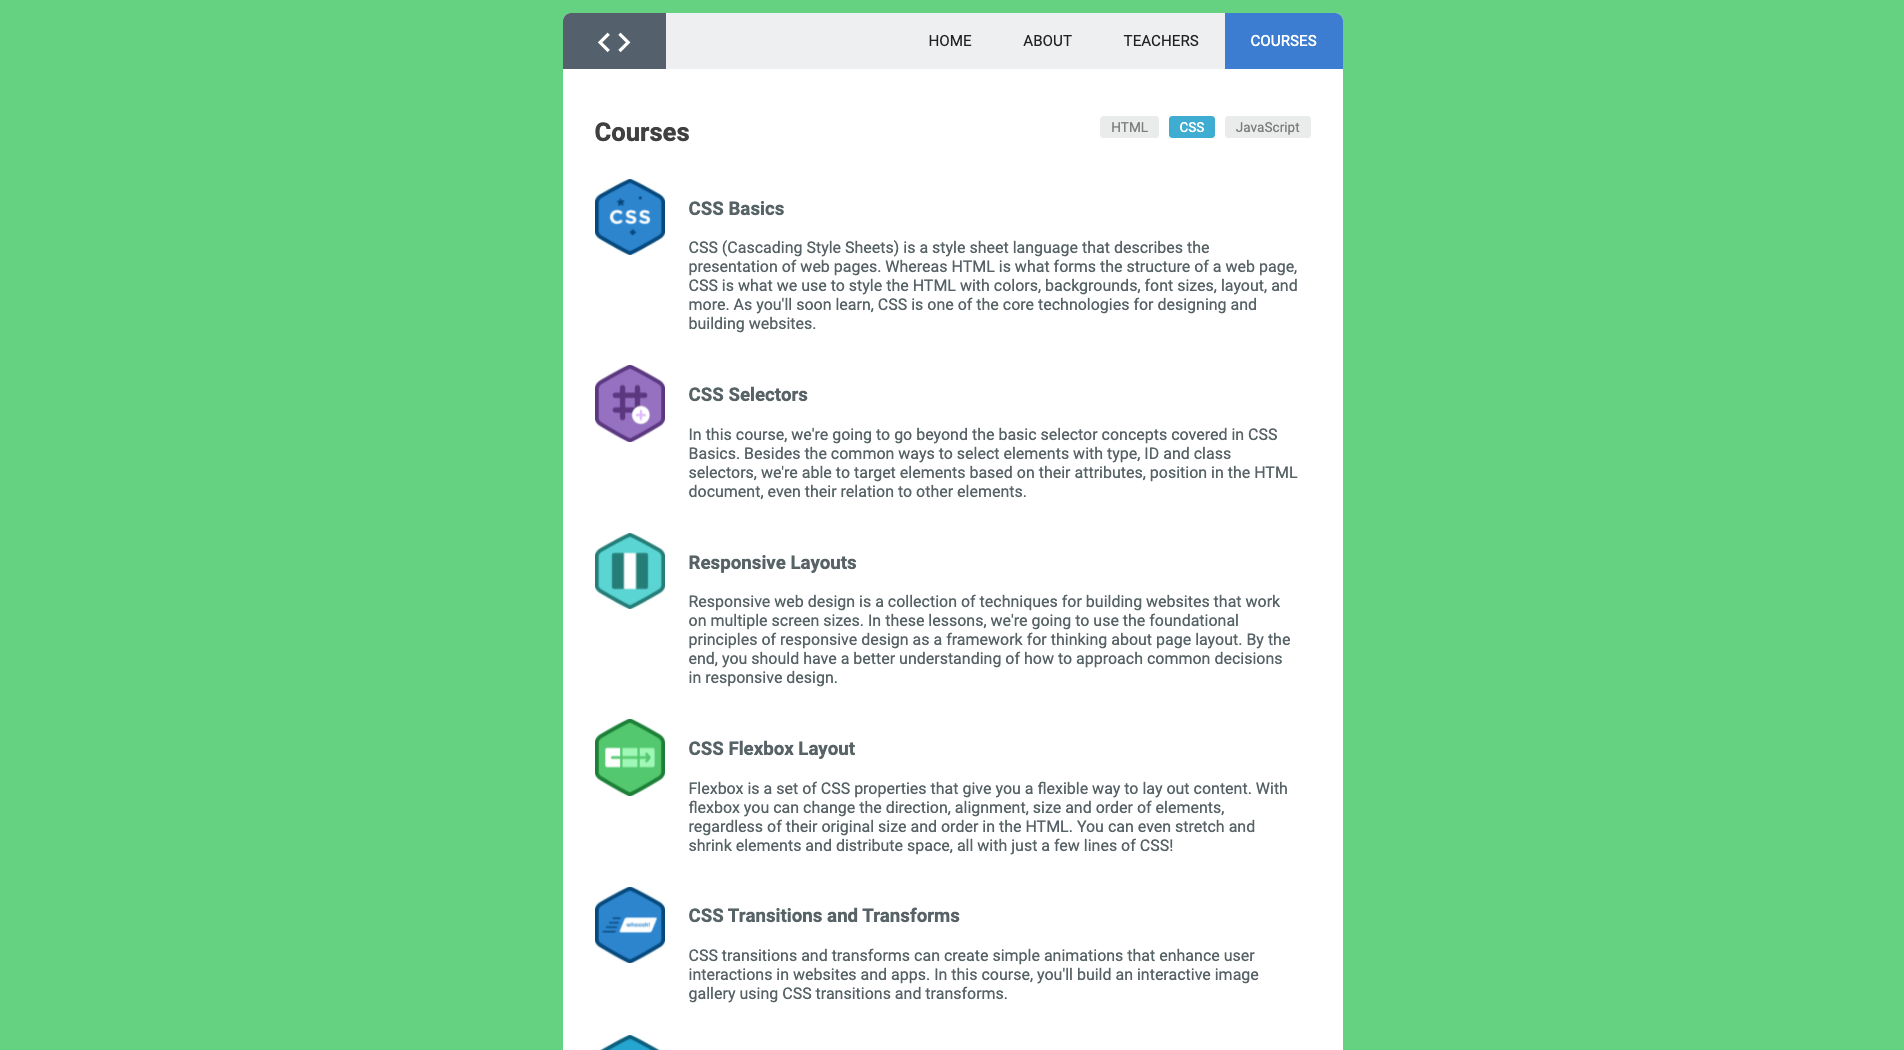 HOME ABOUT TEACHERS COURSES
Courses
HTML CSS JavaScript
CSS
CSS Basics
CSS (Cascading Style Sheets) is a style sheet language that describes the
presentation of web pages. Whereas HTML is what forms the structure of a web page,
CSS is what we use to style the HTML with colors, backgrounds, font sizes, layout, and
more. As you'll soon learn, CSS is one of the core technologies for designing and
building websites.
CSS Selectors
In this course, we're going to go beyond the basic selector concepts covered in CSS
Basics. Besides the common ways to select elements with type, ID and class
selectors, we're able to target elements based on their attributes, position in the HTML
document, even their relation to other elements.
Responsive Layouts
Responsive web design is a collection of techniques for building websites that work
on multiple screen sizes. In these lessons, we're going to use the foundational
principles of responsive design as a framework for thinking about page layout. By the
end, you should have a better understanding of how to approach common decisions
in responsive design.
CSS Flexbox Layout
Flexbox is a set of CSS properties that give you a flexible way to lay out content. With
flexbox you can change the direction, alignment, size and order of elements,
regardless of their original size and order in the HTML. You can even stretch and
shrink elements and distribute space, all with just a few lines of CSS!
CSS Transitions and Transforms
CSS transitions and transforms can create simple animations that enhance user
interactions in websites and apps. In this course, you'll build an interactive image
gallery using CSS transitions and transforms.